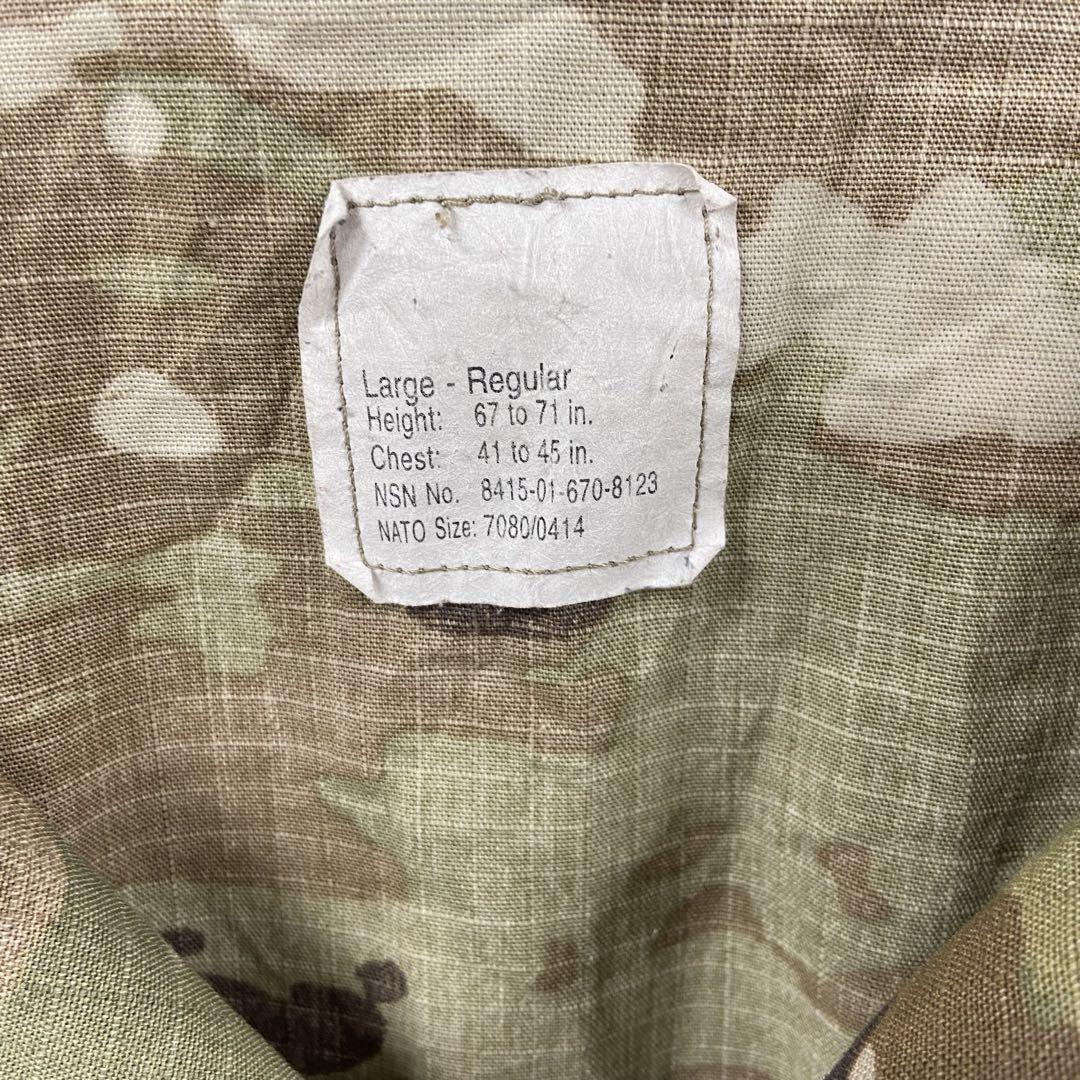 Large - Regular
Height: 67 to 71 in.
Chest: 41 to 45 in.
NSN No. 8415-01-670-8123
NATO Size: 7080/0414